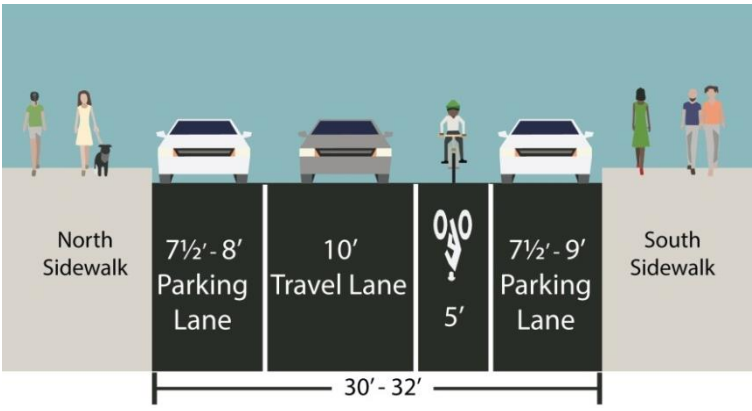 North
Sidewalk
7½' - 8'
Parking
Lane
10'
Travel Lane
5'
7½' - 9'
Parking
Lane
South
Sidewalk
30' - 32'